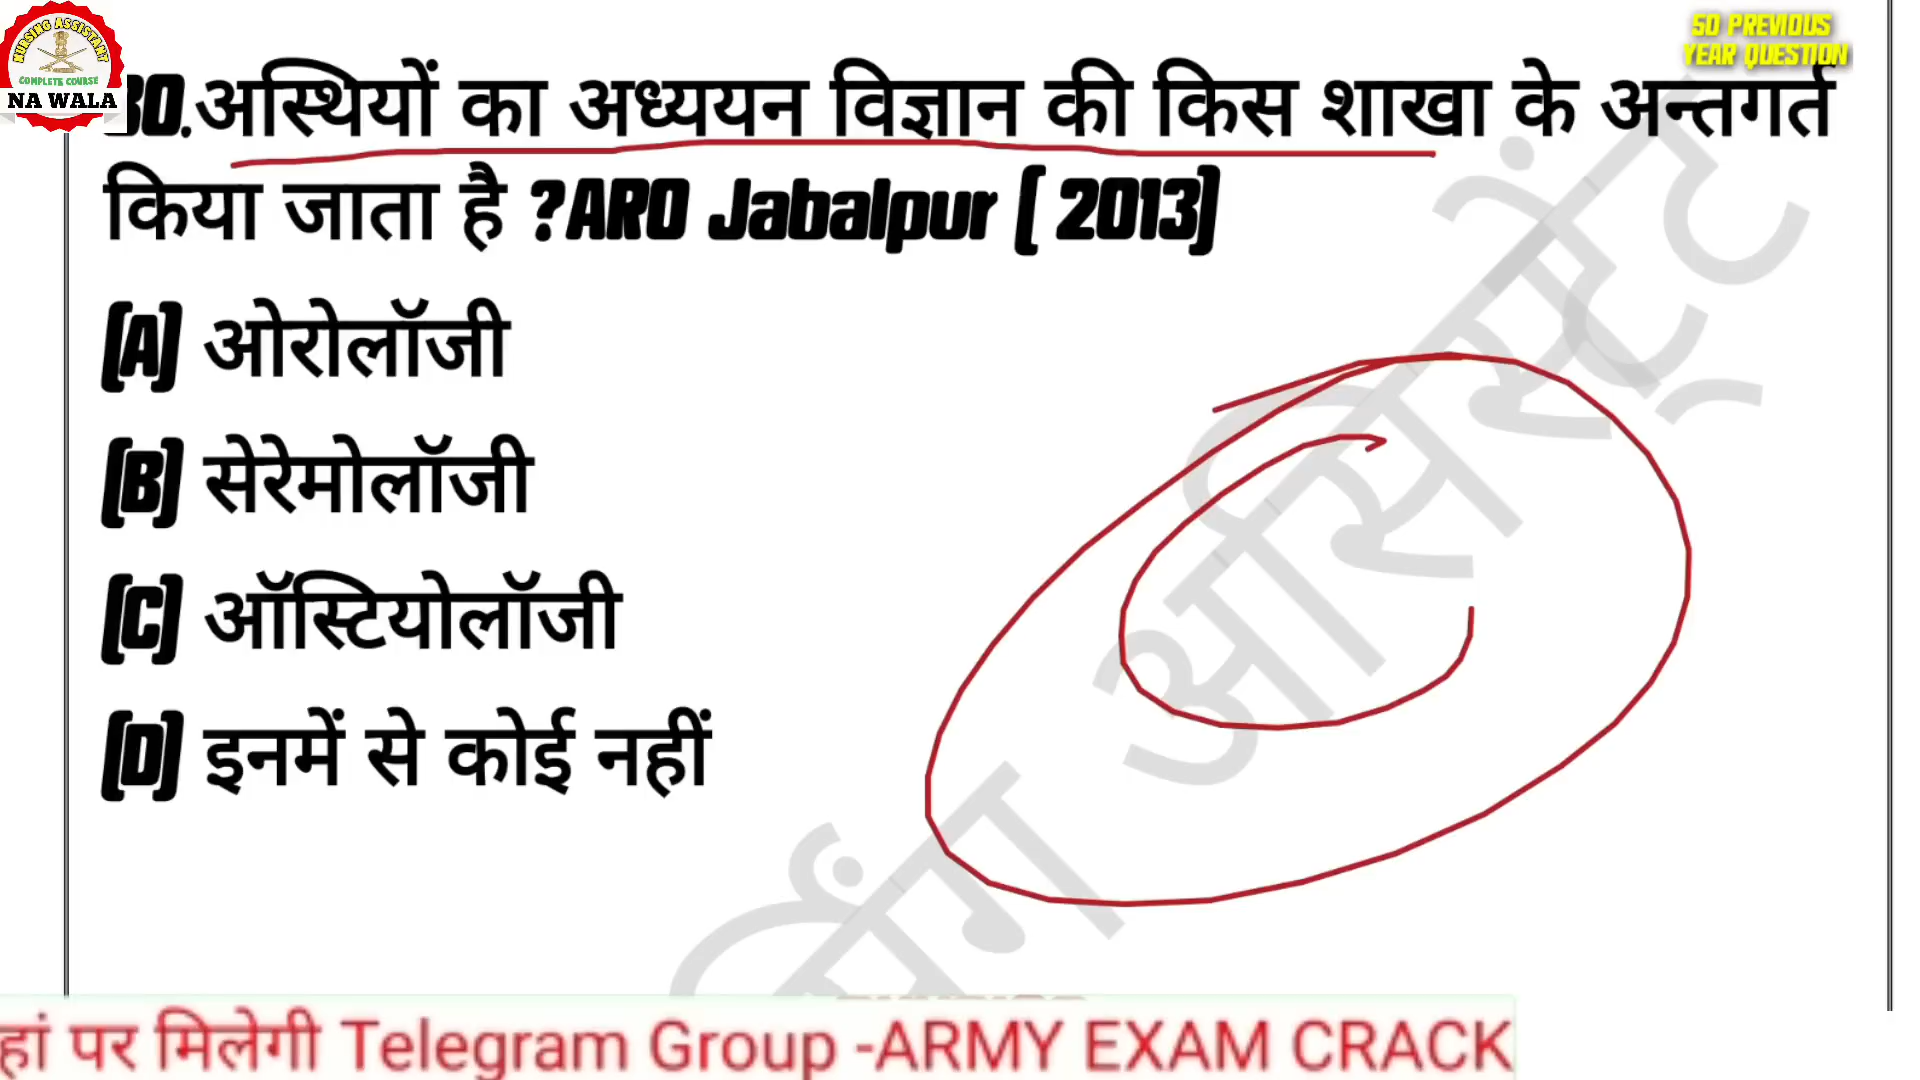 NURSING ASSISTANT
COMPLETE COURSE
NA WALA
50 PREVIOUS
YEAR QUESTION
30.अस्थियों का अध्ययन विज्ञान की किस शाखा के अन्तगर्त
किया जाता है ?ARO Jabalpur ( 2013)
(A) ओरोलॉजी
(B) सेरेमोलॉजी
(C) ऑस्टियोलॉजी
(D) इनमें से कोई नहीं
असिस्ट्रेंट
पर मिलेगी Telegram Group -ARMY EXAM CRACK